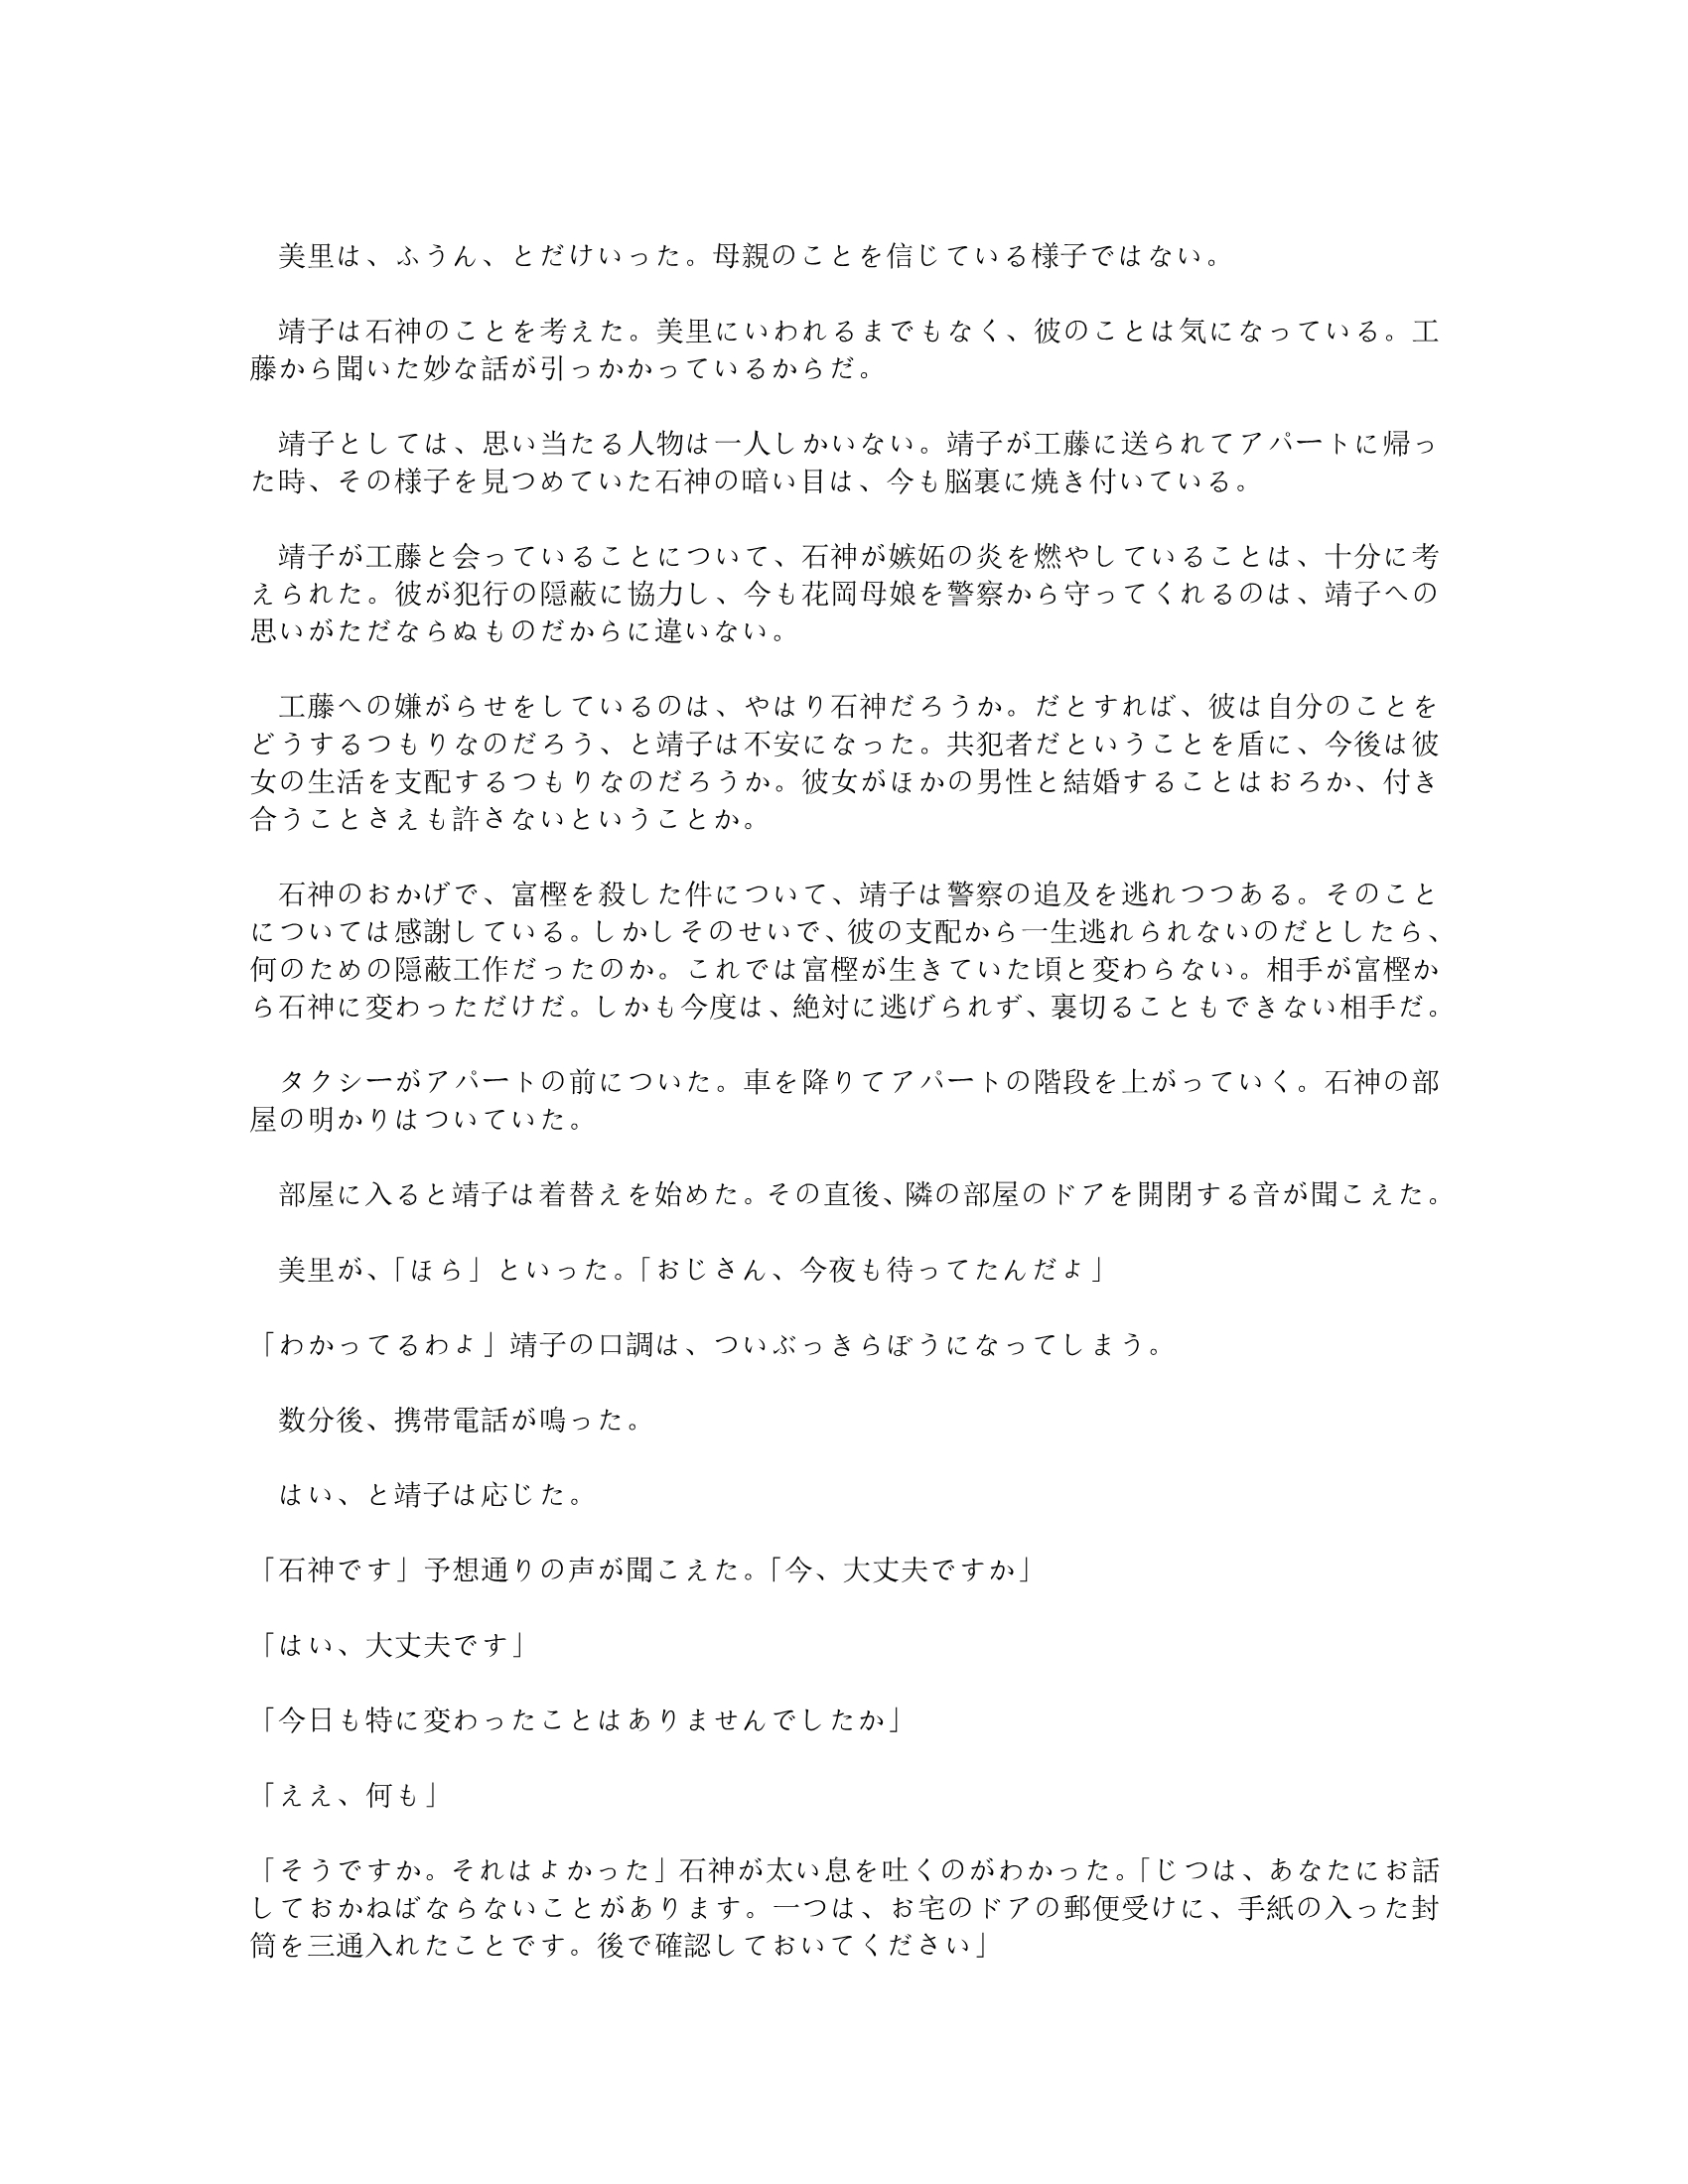 美里は、ふうん、とだけいった。母親のことを信じている様子ではない。
靖子は石神のことを考えた。美里にいわれるまでもなく、彼のことは気になっている。工
藤から聞いた妙な話が引っかかっているからだ。
靖子としては、思い当たる人物は一人しかいない。靖子が工藤に送られてアパートに帰っ
た時、その様子を見つめていた石神の暗い目は、今も脳裏に焼き付いている。
靖子が工藤と会っていることについて、石神が嫉妬の炎を燃やしていることは、十分に考
えられた。彼が犯行の隠蔽に協力し、今も花岡母娘を警察から守ってくれるのは、靖子への
思いがただならぬものだからに違いない。
工藤への嫌がらせをしているのは、やはり石神だろうか。だとすれば、彼は自分のことを
どうするつもりなのだろう、と靖子は不安になった。共犯者だということを盾に、今後は彼
女の生活を支配するつもりなのだろうか。彼女がほかの男性と結婚することはおろか、付き
合うことさえも許さないということか。
石神のおかげで、富樫を殺した件について、靖子は警察の追及を逃れつつある。そのこと
については感謝している。しかしそのせいで、彼の支配から一生逃れられないのだとしたら、
何のための隠蔽工作だったのか。これでは富樫が生きていた頃と変わらない。相手が富樫か
ら石神に変わっただけだ。しかも今度は、絶対に逃げられず、裏切ることもできない相手だ。
タクシーがアパートの前についた。車を降りてアパートの階段を上がっていく。石神の部
屋の明かりはついていた。
部屋に入ると靖子は着替えを始めた。その直後、隣の部屋のドアを開閉する音が聞こえた。
美里が、「ほら」といった。「おじさん、今夜も待ってたんだよ」
「わかってるわよ」靖子の口調は、ついぶっきらぼうになってしまう。
数分後、携帯電話が鳴った。
はい、と靖子は応じた。
「石神です」予想通りの声が聞こえた。「今、大丈夫ですか」
「はい、大丈夫です」
「今日も特に変わったことはありませんでしたか」
「ええ、何も」
「そうですか。それはよかった」石神が太い息を吐くのがわかった。「じつは、あなたにお話
しておかねばならないことがあります。一つは、お宅のドアの郵便受けに、手紙の入った封
筒を三通入れたことです。後で確認しておいてください」